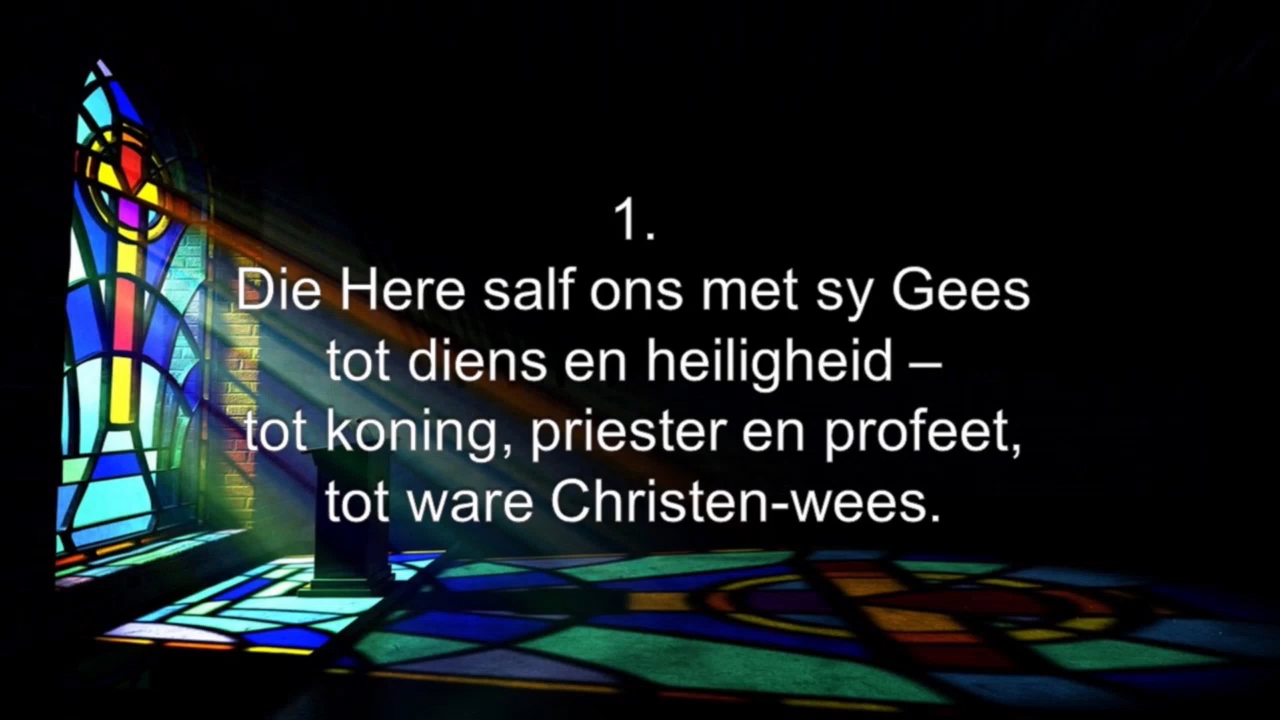 1.
Die Here salf ons met sy Gees
tot diens en heiligheid –
tot koning, priester en profeet,
tot ware Christen-wees.